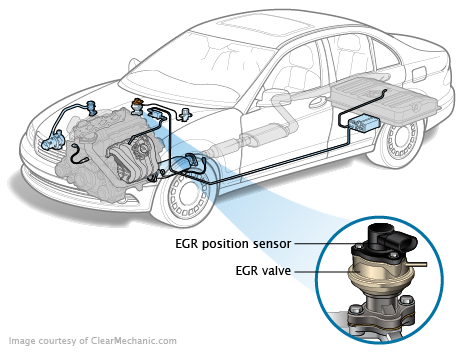 EGR position sensor
EGR valve
Image courtesy of ClearMechanic.com